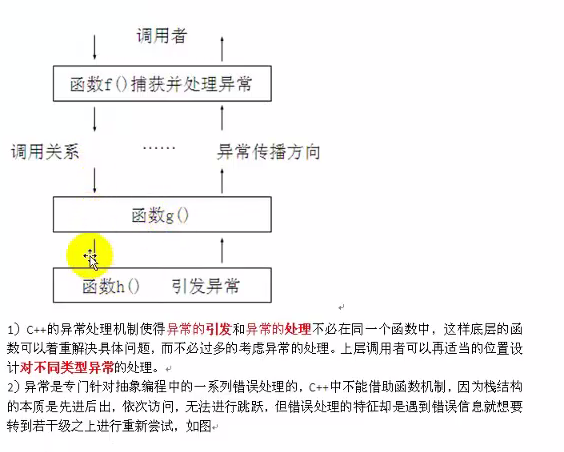 调用者
函数f()捕获并处理异常
调用关系 …… 异常传播方向
函数g()
函数h() 引发异常
1）C++的异常处理机制使得异常的引发和异常的处理不必在同一个函数中，这样底层的函
数可以着重解决具体问题，而不必过多的考虑异常的处理。上层调用者可以再适当的位置设
计对不同类型异常的处理。
2）异常是专门针对抽象编程中的一系列错误处理的，C++中不能借助函数机制，因为栈结构
的本质是先进后出，依次访问，无法进行跳跃，但错误处理的特征却是遇到错误信息就想要
转到若干级之上进行重新尝试，如图